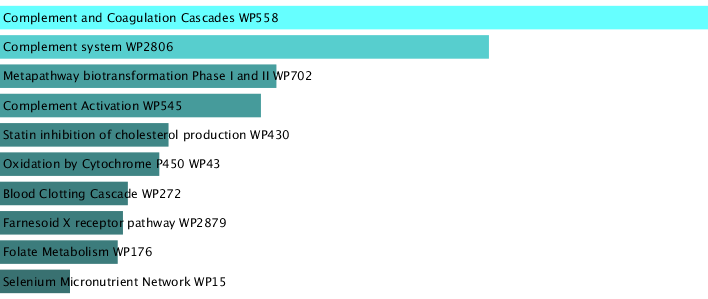 Complement and Coagulation Cascades WP558
Complement system WP2806
Metapathway biotransformation Phase I and II WP702
Complement Activation WP545
Statin inhibition of cholesterol production WP430
Oxidation by Cytochrome P450 WP43
Blood Clotting Cascade WP272
Farnesoid X receptor pathway WP2879
Folate Metabolism WP176
Selenium Micronutrient Network WP15